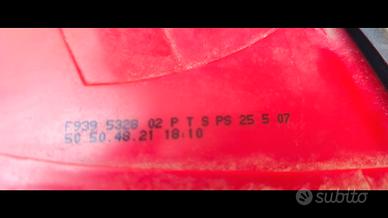 F939 5328 02 P T S PS 25 5 07
50.50.48.21 18:10
subito